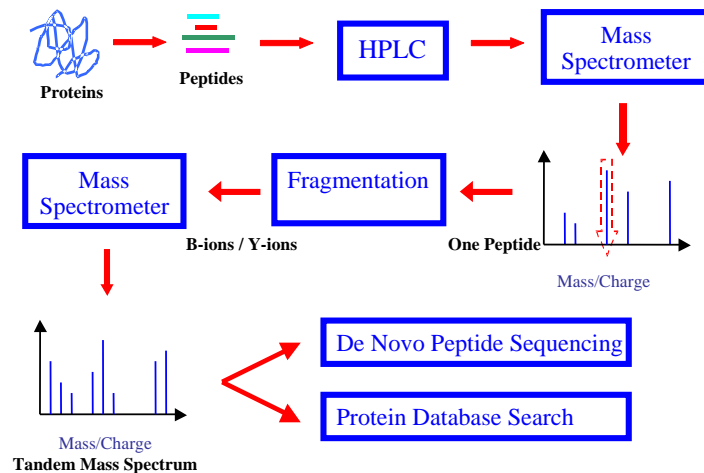 Proteins
Peptides
HPLC
Mass
Spectrometer
Mass
Spectrometer
Fragmentation
B-ions / Y-ions
One Peptide
Mass/Charge
De Novo Peptide Sequencing
Protein Database Search
Mass/Charge
Tandem Mass Spectrum